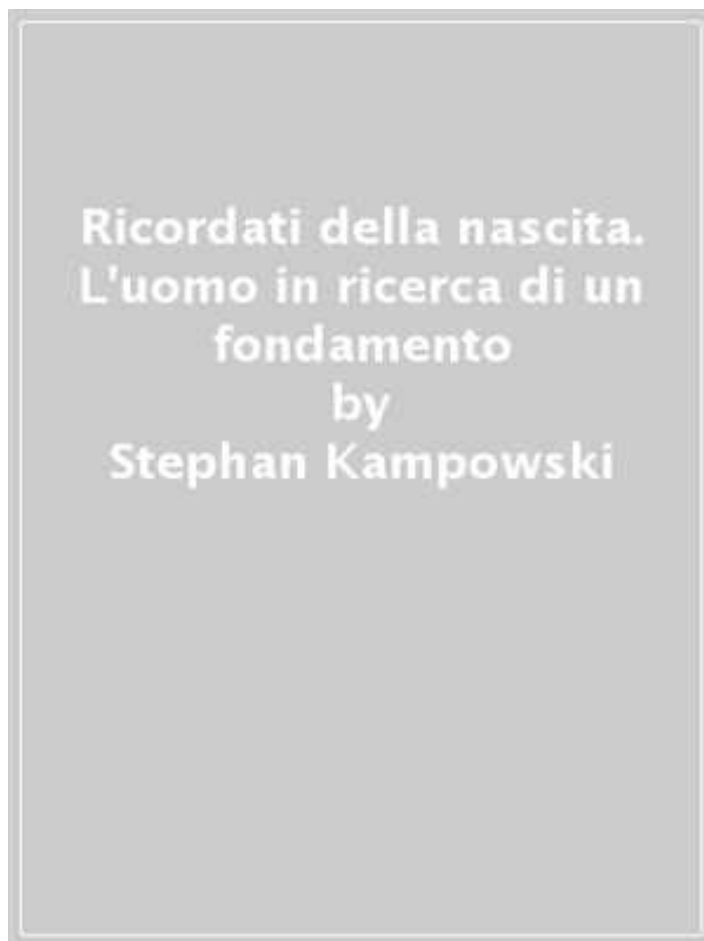 Ricordati della nascita.
L'uomo in ricerca di un
fondamento
by
Stephan Kampowski